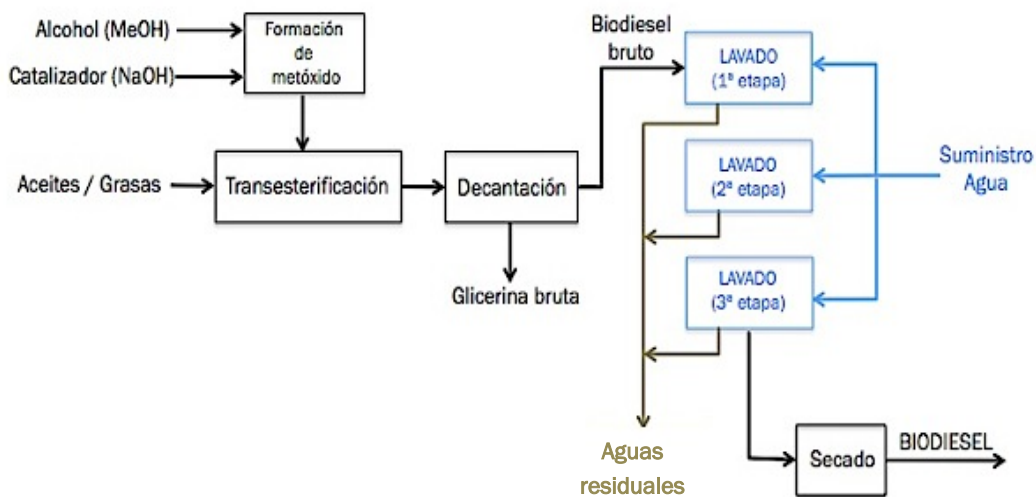 Alcohol (MeOH)
Catalizador (NaOH)
Formación
de
metóxido
Aceites / Grasas
Transesterificación
Decantación
Glicerina bruta
Biodiesel
bruto
LAVADO
(1ª etapa)
LAVADO
(2ª etapa)
LAVADO
(3ª etapa)
Suministro
Agua
Aguas
residuales
Secado
BIODIESEL